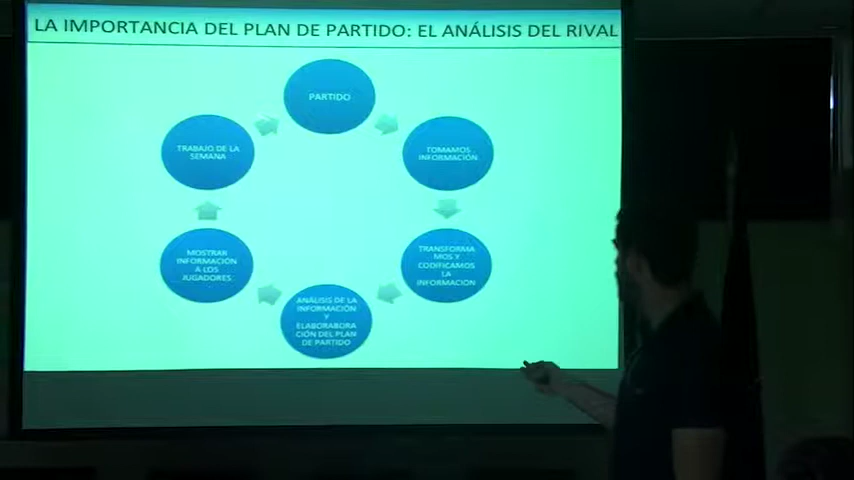 LA IMPORTANCIA DEL PLAN DE PARTIDO: EL ANÁLISIS DEL RIVAL
PARTIDO
TOMAMOS
INFORMACIÓN
TRANSFORMA
MOS Y
CODIFICAMOS
LA
INFORMACION
ANÁLISIS DE LA
INFORMACIÓN
Y
ELABORABORA
CIÓN DEL PLAN
DE PARTIDO
MOSTRAR
INFORMACIÓN
A LOS
JUGADORES
TRABAJO DE LA
SEMANA